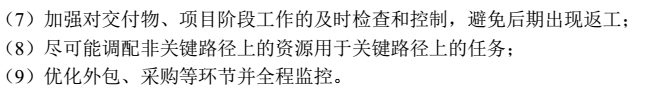 （7）加强对交付物、项目阶段工作的及时检查和控制，避免后期出现返工；
（8）尽可能调配非关键路径上的资源用于关键路径上的任务；
（9）优化外包、采购等环节并全程监控。